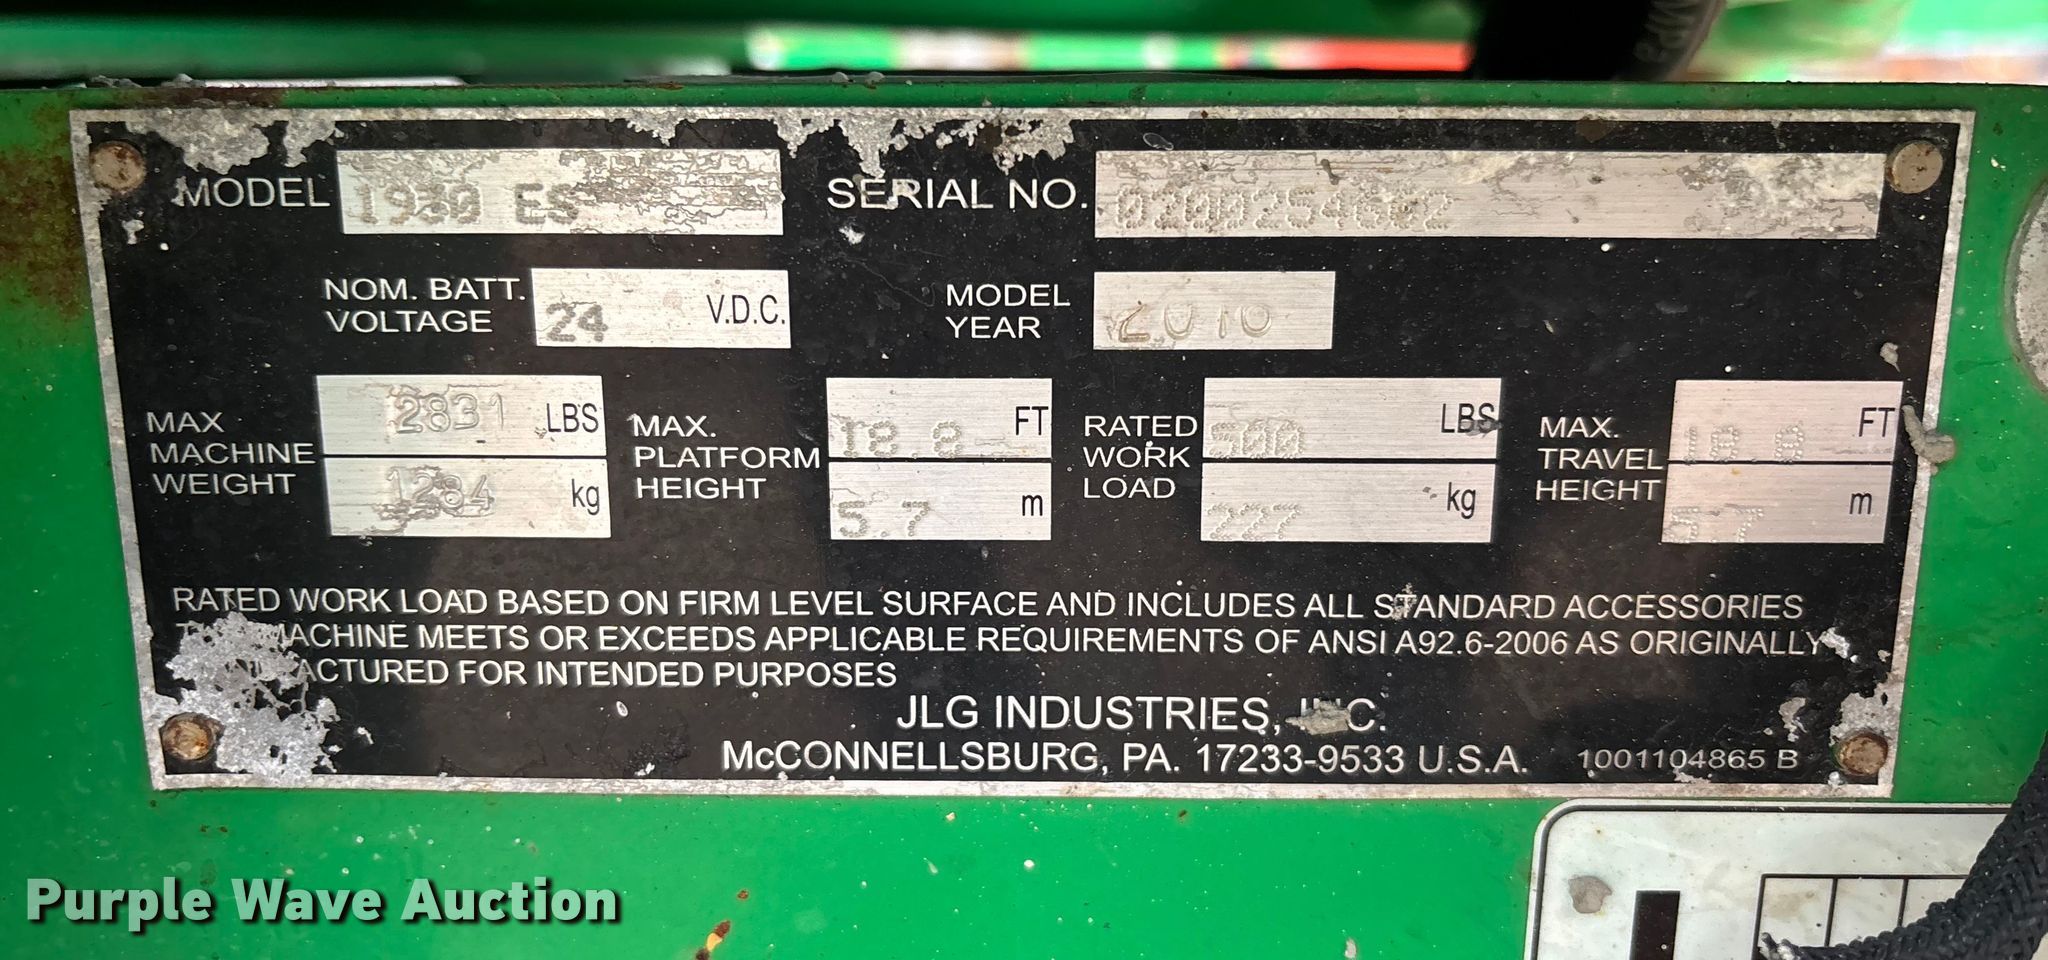 MODEL 1930 ES SERIAL NO. 0200254602
NOM. BATT. VOLTAGE 24 V.D.C. MODEL YEAR 2010
MAX MACHINE WEIGHT 2831 LBS 1284 kg MAX. PLATFORM HEIGHT 18.8 FT 5.7 m RATED WORK LOAD 500 LBS 227 kg MAX. TRAVEL HEIGHT 18.8 FT 5.7 m
RATED WORK LOAD BASED ON FIRM LEVEL SURFACE AND INCLUDES ALL STANDARD ACCESSORIES
MACHINE MEETS OR EXCEEDS APPLICABLE REQUIREMENTS OF ANSI A92.6-2006 AS ORIGINALLY
FOR INTENDED PURPOSES
JLG INDUSTRIES, INC.
McCONNELLSBURG, PA. 17233-9533 U.S.A. 1001104865 B
Purple Wave Auction